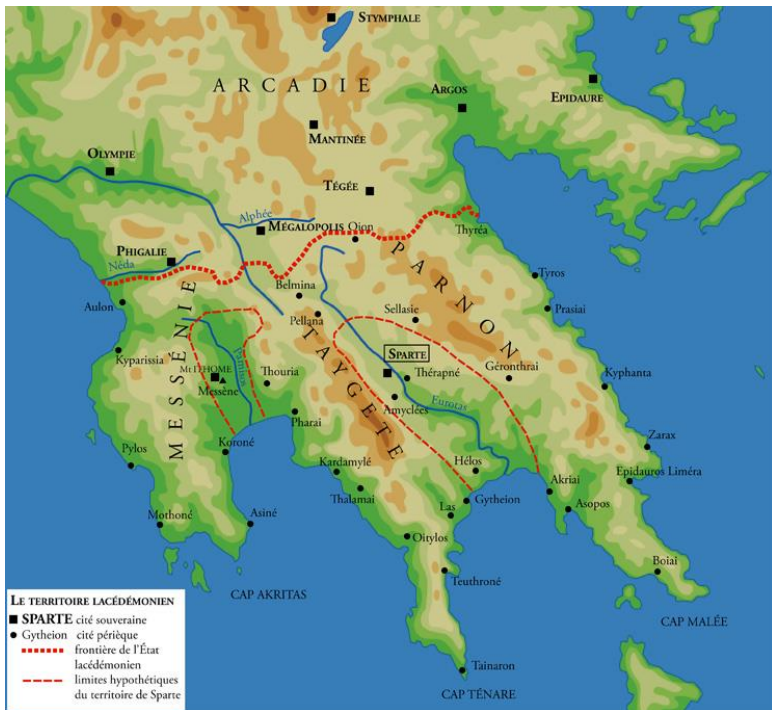 STYMPHALE
ARCADIE
ARGOS
EPIDAURE
MANTINÉE
OLYMPIE
TÉGÉE
Alphée
MÉGALOPOLIS
Oion
Thyréa
PHIGALIE
Néda
PARNON
Tyros
Belmina
Aulon
Prasiai
Pellana
Sellasie
MESSÉNIE
TAYGETE
Kyparissia
Pamisos
SPARTE
Mt ITHOME
Messène
Thouria
Thérapné
Géronthrai
Kyphanta
Amyclées
Eurotas
Pharai
Koroné
Zarax
Pylos
Kardamylé
Hélos
Epidauros Liméra
Akriai
Thalamai
Gytheion
Asopos
Las
Mothoné
Asiné
Oitylos
Boiai
Teuthroné
CAP AKRITAS
CAP MALÉE
Tainaron
CAP TÉNARE
LE TERRITOIRE LACÉDÉMONIEN
SPARTE cité souveraine
Gytheion cité périèque
frontière de l'État
lacédémonien
limites hypothétiques
du territoire de Sparte